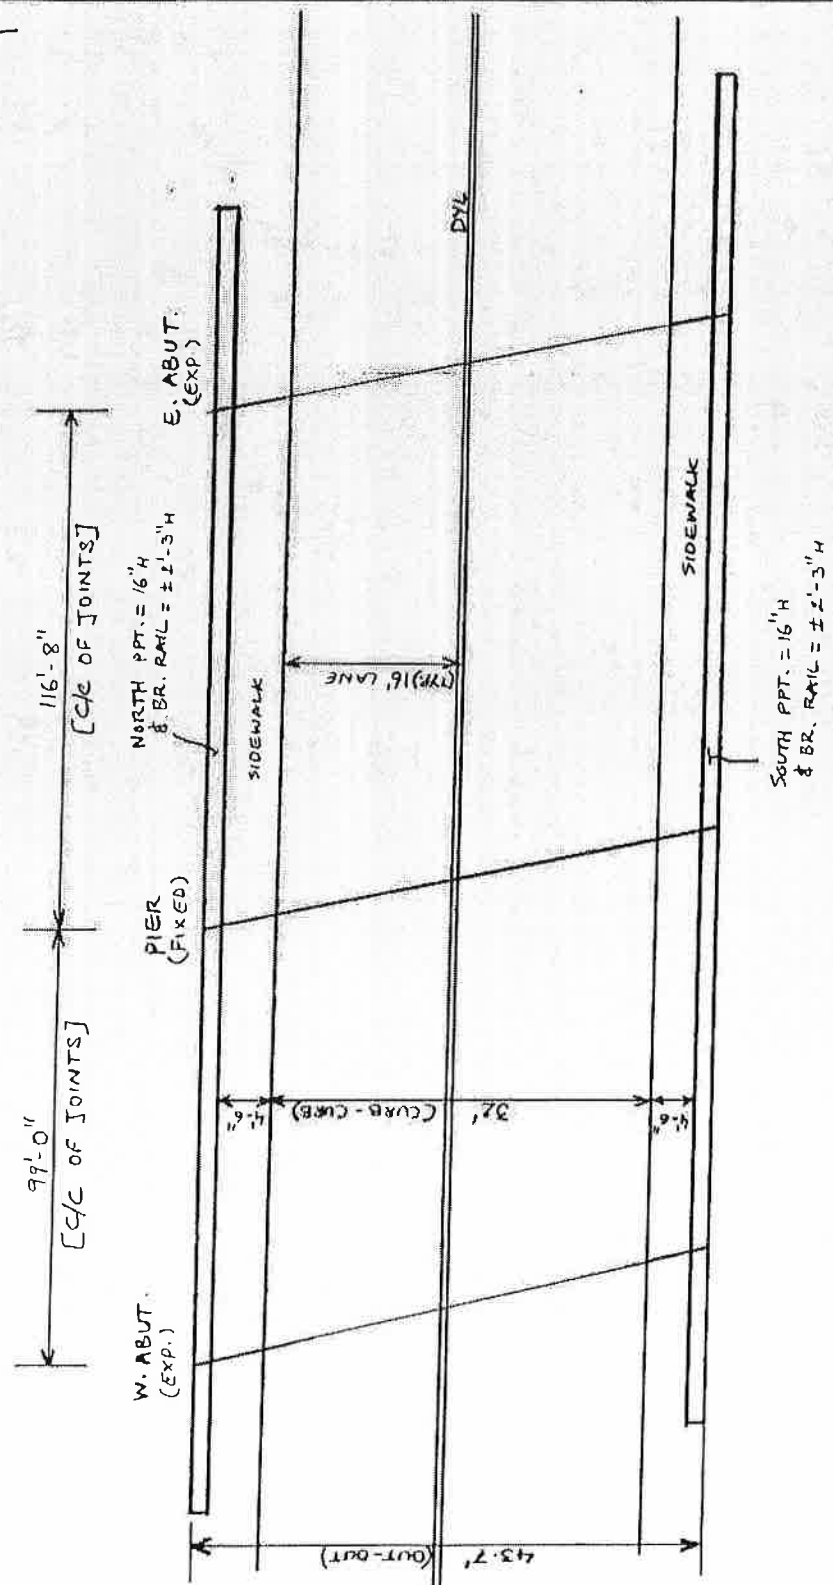 116'-8"
[C/C OF JOINTS]
99'-0"
[C/C OF JOINTS]
E. ABUT.
(EXP.)
NORTH PPT. = 16"H
& BR. RAIL = ± 2'-3"H
PIER
(FIXED)
W. ABUT.
(EXP.)
DYL
SIDEWALK
(TYP.) 16' LANE
SIDEWALK
4'-6"
32' (CURB-CURB)
4'-6"
SOUTH PPT. = 16"H
& BR. RAIL = ± 2'-3"H
43.7'
(OUT-OUT)